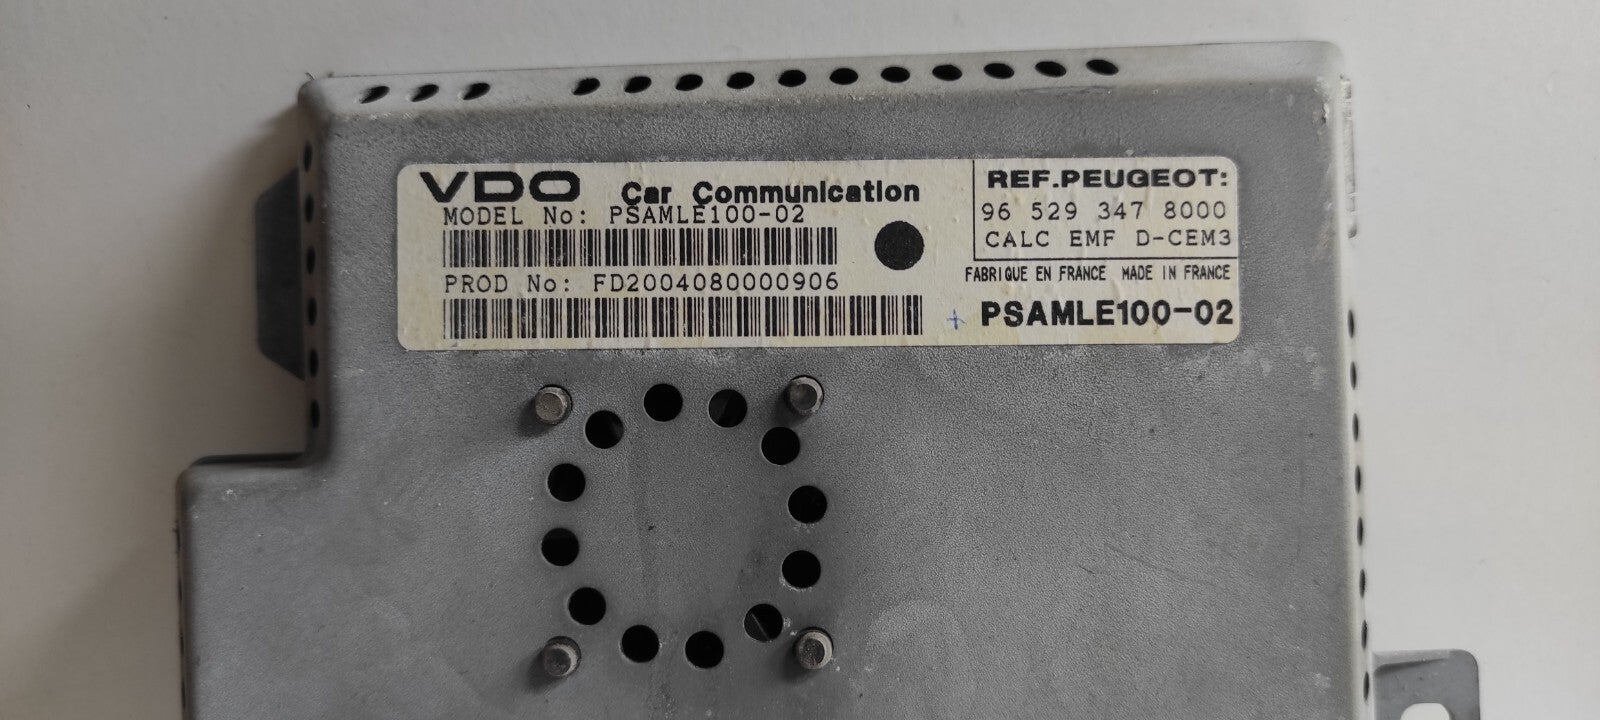 VDO Car Communication
MODEL No: PSAMLE100-02
PROD No: FD2004080000906
REF.PEUGEOT:
96 529 347 8000
CALC EMF D-CEM3
FABRIQUE EN FRANCE MADE IN FRANCE
+ PSAMLE100-02